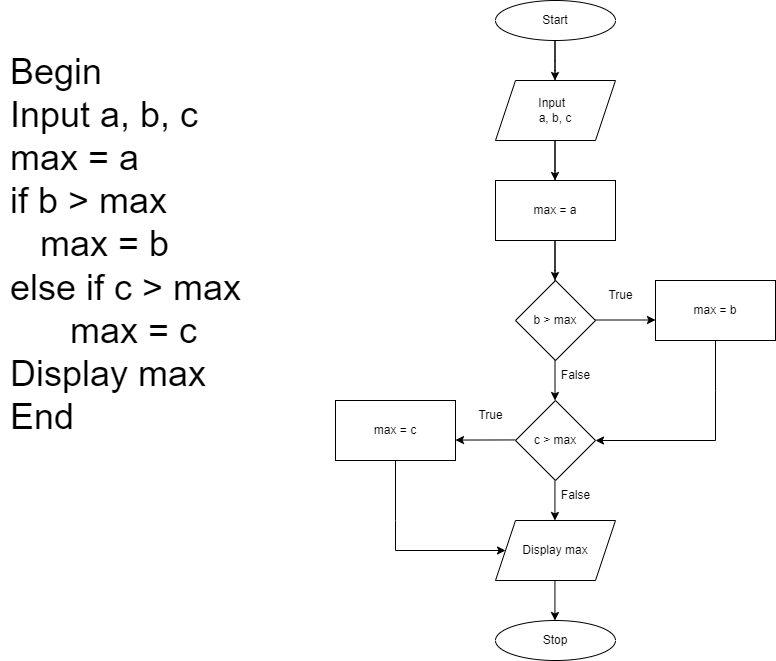 Begin
Input a, b, c
max = a
if b > max
max = b
else if c > max
max = c
Display max
End
Start
Input
a, b, c
max = a
b > max
True
max = b
False
c > max
True
max = c
False
Display max
Stop